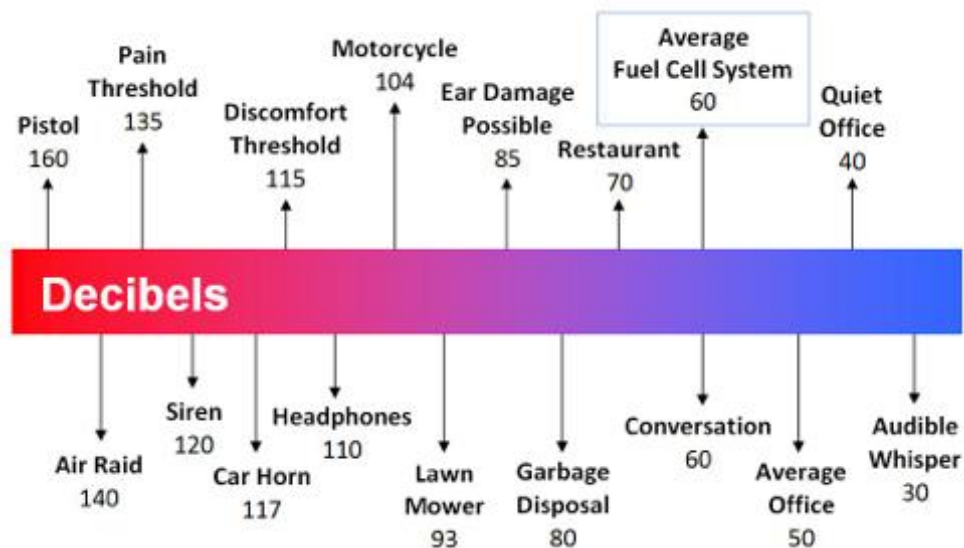 Pistol
160
Pain
Threshold
135
Discomfort
Threshold
115
Motorcycle
104
Ear Damage
Possible
85
Restaurant
70
Average
Fuel Cell System
60
Quiet
Office
40
Decibels
Air Raid
140
Siren
120
Car Horn
117
Headphones
110
Lawn
Mower
93
Garbage
Disposal
80
Conversation
60
Average
Office
50
Audible
Whisper
30